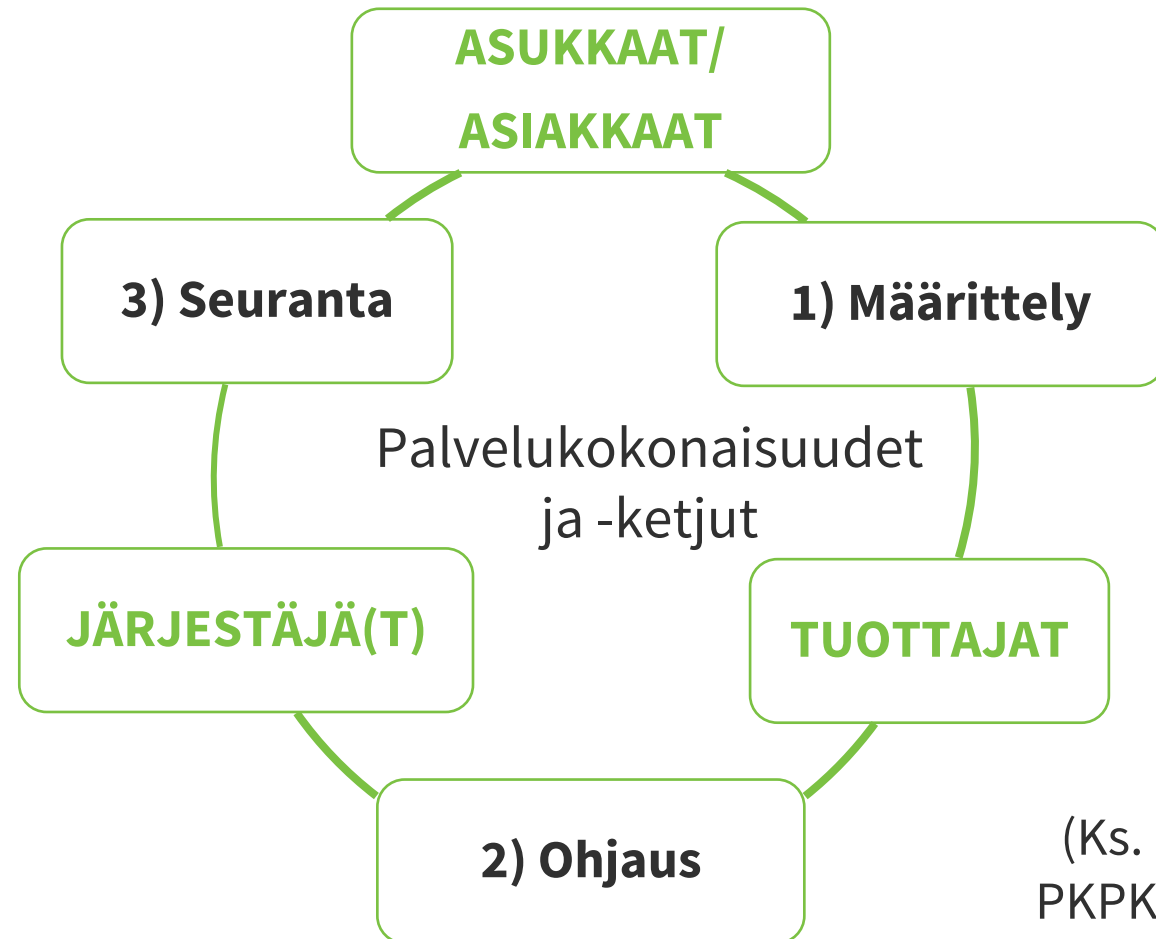 ASUKKAAT/
ASIAKKAAT
3) Seuranta
1) Määrittely
Palvelukokonaisuudet
ja -ketjut
JÄRJESTÄJÄ(T)
TUOTTAJAT
2) Ohjaus
(Ks.
PKPK